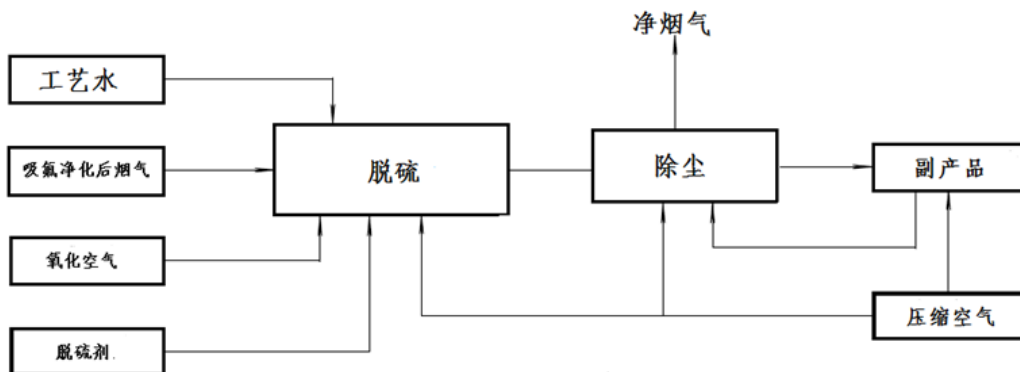 净烟气
工艺水
吸氟净化后烟气
脱硫
除尘
副产品
氧化空气
压缩空气
脱硫剂